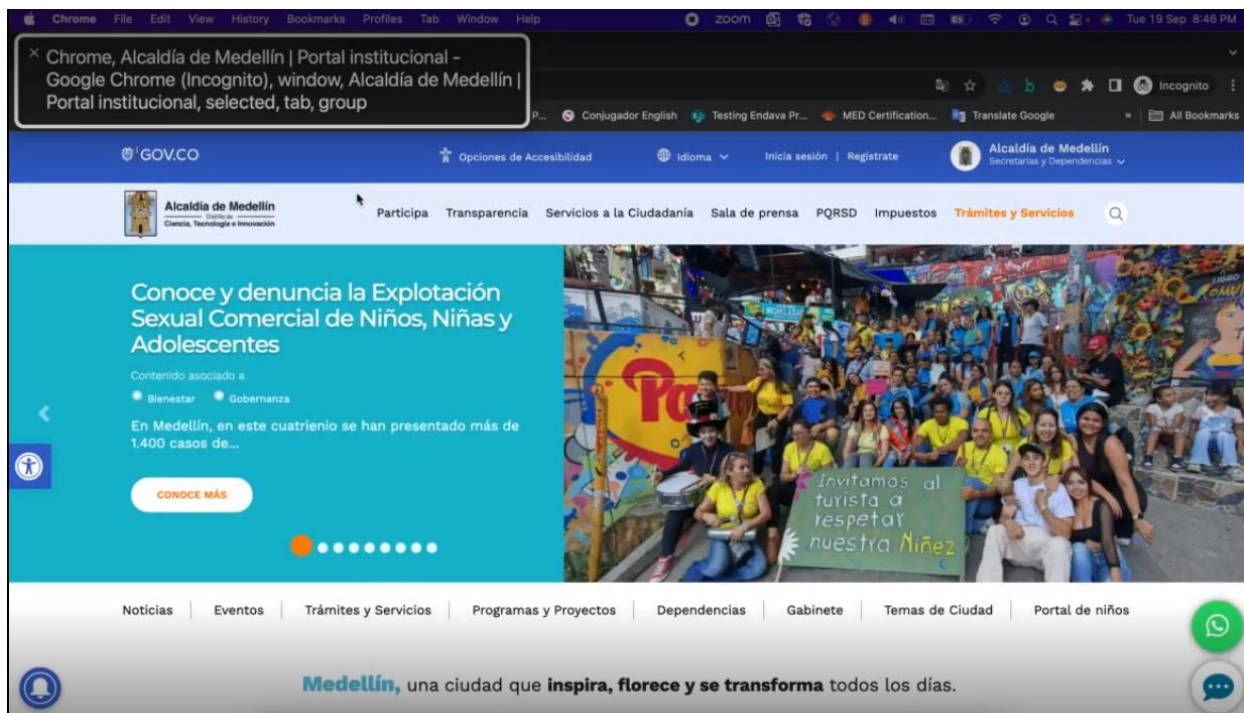 Chrome File Edit View History Bookmarks Profiles Tab Window Help zoom Tue 19 Sep 8:46 PM
× Chrome, Alcaldía de Medellín | Portal institucional -
Google Chrome (Incognito), window, Alcaldía de Medellín |
Portal institucional, selected, tab, group
Incognito
P... Conjugador English Testing Endava Pr... MED Certification... Translate Google » All Bookmarks
GOV.CO Opciones de Accesibilidad Idioma Inicia sesión | Regístrate Alcaldía de Medellín
Secretarías y Dependencias
Alcaldía de Medellín
Distrito de
Ciencia, Tecnología e Innovación
Participa Transparencia Servicios a la Ciudadanía Sala de prensa PQRSD Impuestos Trámites y Servicios
Conoce y denuncia la Explotación
Sexual Comercial de Niños, Niñas y
Adolescentes
Contenido asociado a
Bienestar Gobernanza
En Medellín, en este cuatrienio se han presentado más de
1.400 casos de...
CONOCE MÁS
Invitamos al
turista a
respetar
nuestra Niñez
Noticias | Eventos | Trámites y Servicios | Programas y Proyectos | Dependencias | Gabinete | Temas de Ciudad | Portal de niños
Medellín, una ciudad que inspira, florece y se transforma todos los días.